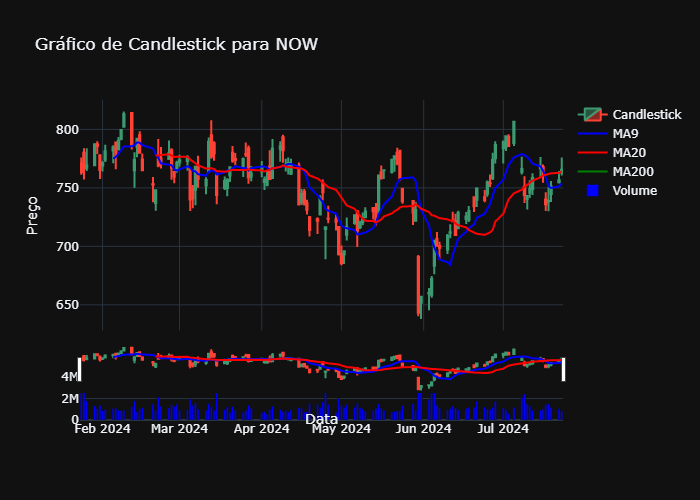 Gráfico de Candlestick para NOW
Candlestick
MA9
MA20
MA200
Volume
Preço
800
750
700
650
4M
2M
0
Data
Feb 2024
Mar 2024
Apr 2024
May 2024
Jun 2024
Jul 2024